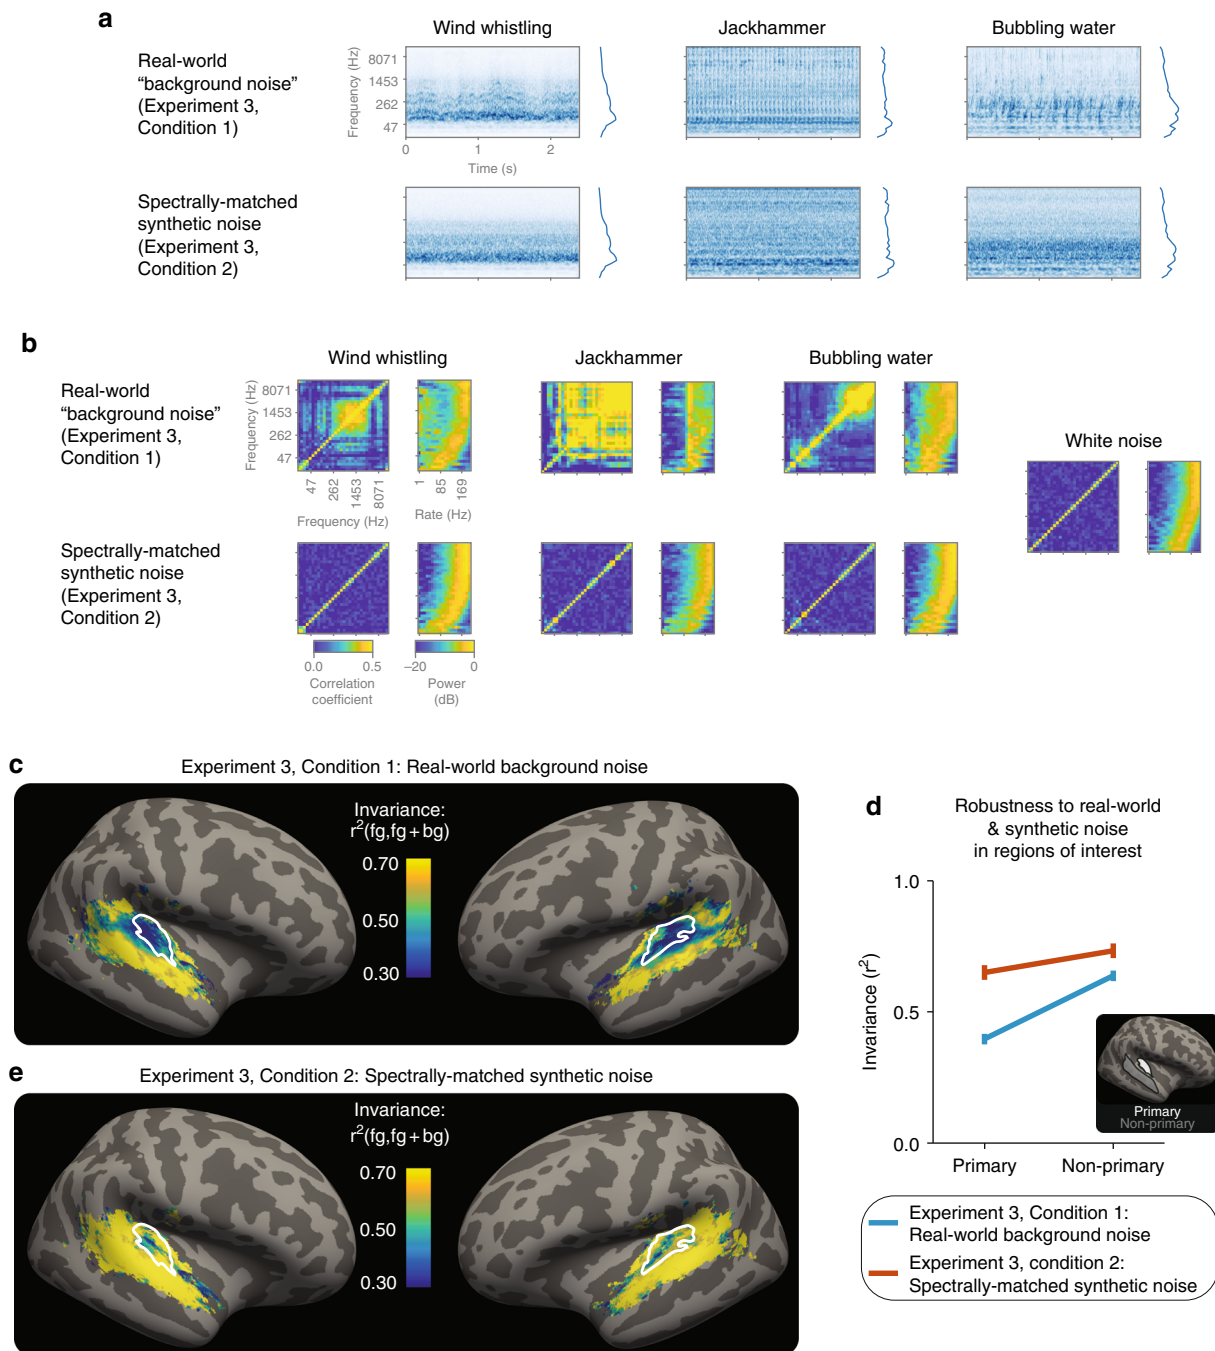 a
Wind whistling
Jackhammer
Bubbling water
Real-world
“background noise”
(Experiment 3,
Condition 1)
Frequency (Hz)
8071
1453
262
47
0
1
2
Time (s)
Spectrally-matched
synthetic noise
(Experiment 3,
Condition 2)
b
Wind whistling
Jackhammer
Bubbling water
Real-world
“background noise”
(Experiment 3,
Condition 1)
Frequency (Hz)
8071
1453
262
47
47
262
1453
8071
Frequency (Hz)
1
85
169
Rate (Hz)
White noise
Spectrally-matched
synthetic noise
(Experiment 3,
Condition 2)
0.0
0.5
Correlation
coefficient
–20
0
Power
(dB)
c
Experiment 3, Condition 1: Real-world background noise
Invariance:
r²(fg,fg + bg)
0.70
0.50
0.30
d
Robustness to real-world
& synthetic noise
in regions of interest
1.0
0.5
0.0
Invariance (r²)
Primary
Non-primary
Primary
Non-primary
Experiment 3, Condition 1:
Real-world background noise
Experiment 3, condition 2:
Spectrally-matched synthetic noise
e
Experiment 3, Condition 2: Spectrally-matched synthetic noise
Invariance:
r²(fg,fg + bg)
0.70
0.50
0.30